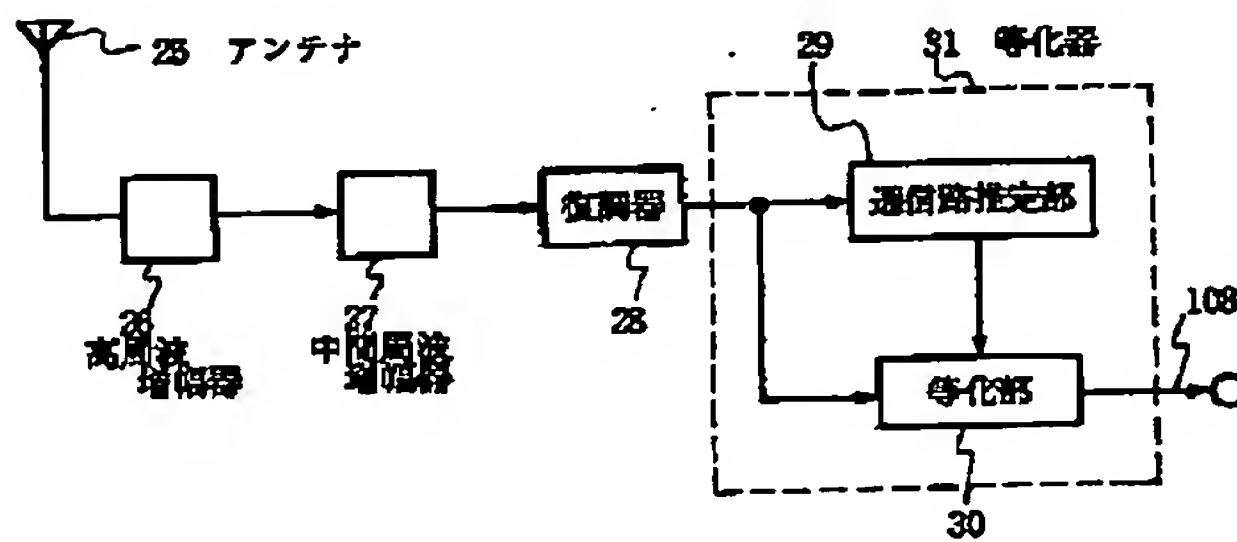 25 アンテナ
29
31 等化器
復調器
通信路推定部
26
高周波
増幅器
27
中間周波
増幅器
28
108
等化部
30